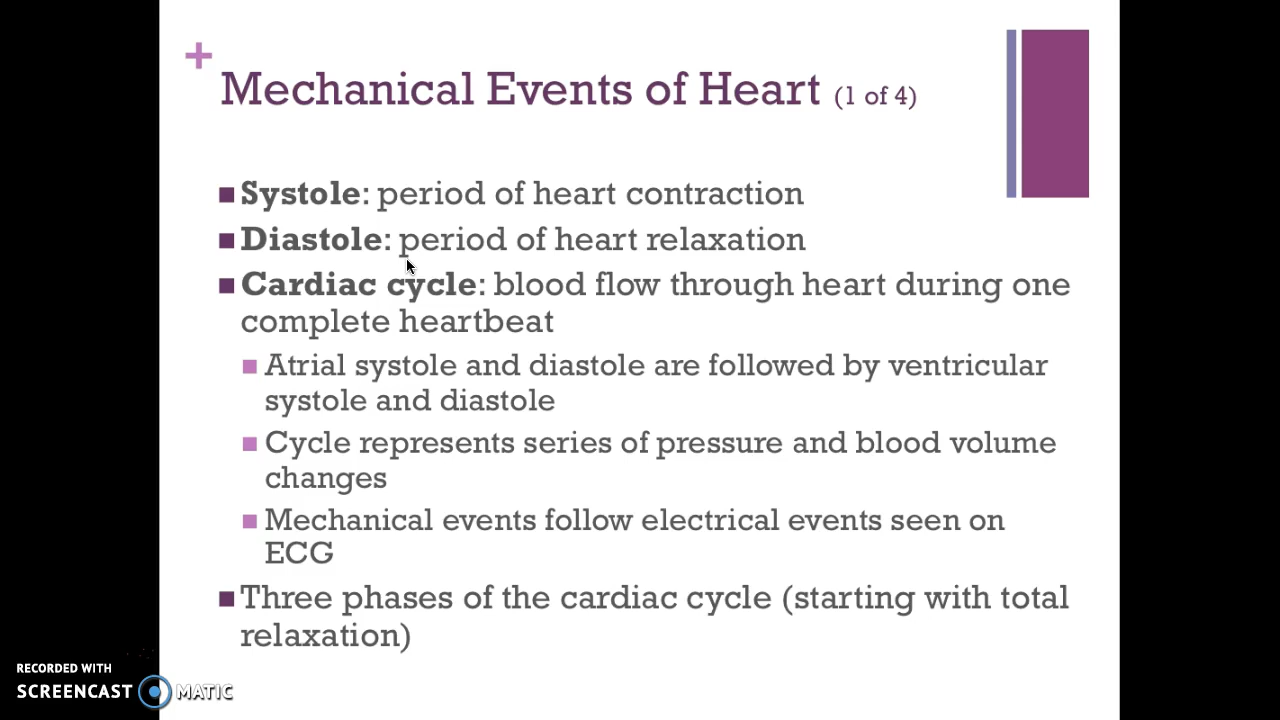 +
Mechanical Events of Heart (1 of 4)
■ Systole: period of heart contraction
■ Diastole: period of heart relaxation
■ Cardiac cycle: blood flow through heart during one
complete heartbeat
■ Atrial systole and diastole are followed by ventricular
systole and diastole
■ Cycle represents series of pressure and blood volume
changes
■ Mechanical events follow electrical events seen on
ECG
■ Three phases of the cardiac cycle (starting with total
relaxation)
RECORDED WITH
SCREENCAST MATIC